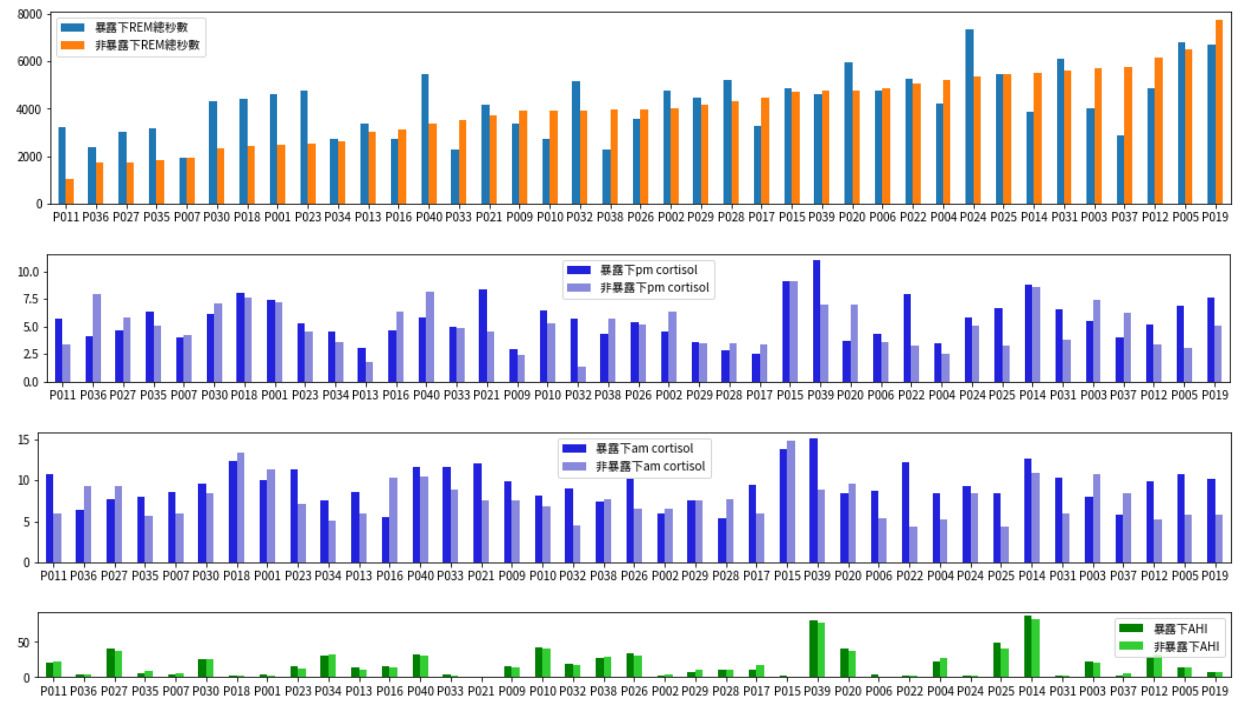 8000
6000
4000
2000
0
暴露下REM總秒數
非暴露下REM總秒數
P011 P036 P027 P035 P007 P030 P018 P001 P023 P034 P013 P016 P040 P033 P021 P009 P010 P032 P038 P026 P002 P029 P028 P017 P015 P039 P020 P006 P022 P004 P024 P025 P014 P031 P003 P037 P012 P005 P019
10.0
7.5
5.0
2.5
0.0
暴露下pm cortisol
非暴露下pm cortisol
P011 P036 P027 P035 P007 P030 P018 P001 P023 P034 P013 P016 P040 P033 P021 P009 P010 P032 P038 P026 P002 P029 P028 P017 P015 P039 P020 P006 P022 P004 P024 P025 P014 P031 P003 P037 P012 P005 P019
15
10
5
0
暴露下am cortisol
非暴露下am cortisol
P011 P036 P027 P035 P007 P030 P018 P001 P023 P034 P013 P016 P040 P033 P021 P009 P010 P032 P038 P026 P002 P029 P028 P017 P015 P039 P020 P006 P022 P004 P024 P025 P014 P031 P003 P037 P012 P005 P019
50
0
暴露下AHI
非暴露下AHI
P011 P036 P027 P035 P007 P030 P018 P001 P023 P034 P013 P016 P040 P033 P021 P009 P010 P032 P038 P026 P002 P029 P028 P017 P015 P039 P020 P006 P022 P004 P024 P025 P014 P031 P003 P037 P012 P005 P019